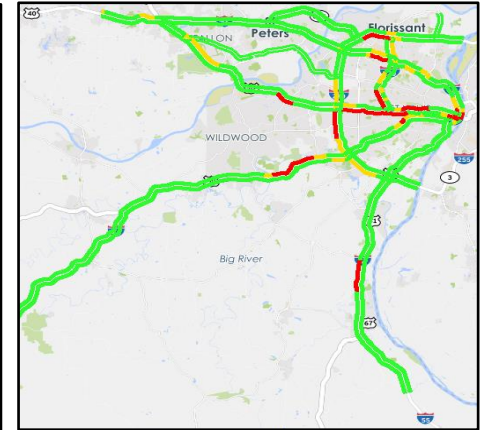 40
Florissant
Peters
ALLON
WILDWOOD
255
3
Big River
67
55